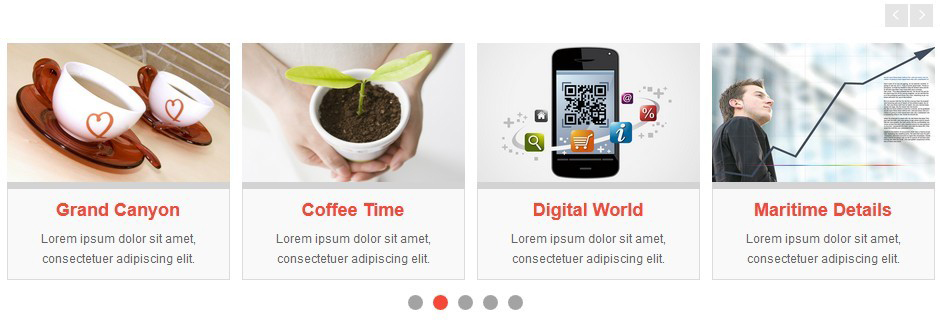 Grand Canyon
Lorem ipsum dolor sit amet,
consectetuer adipiscing elit.
Coffee Time
Lorem ipsum dolor sit amet,
consectetuer adipiscing elit.
Digital World
Lorem ipsum dolor sit amet,
consectetuer adipiscing elit.
Maritime Details
Lorem ipsum dolor sit amet,
consectetuer adipiscing elit.